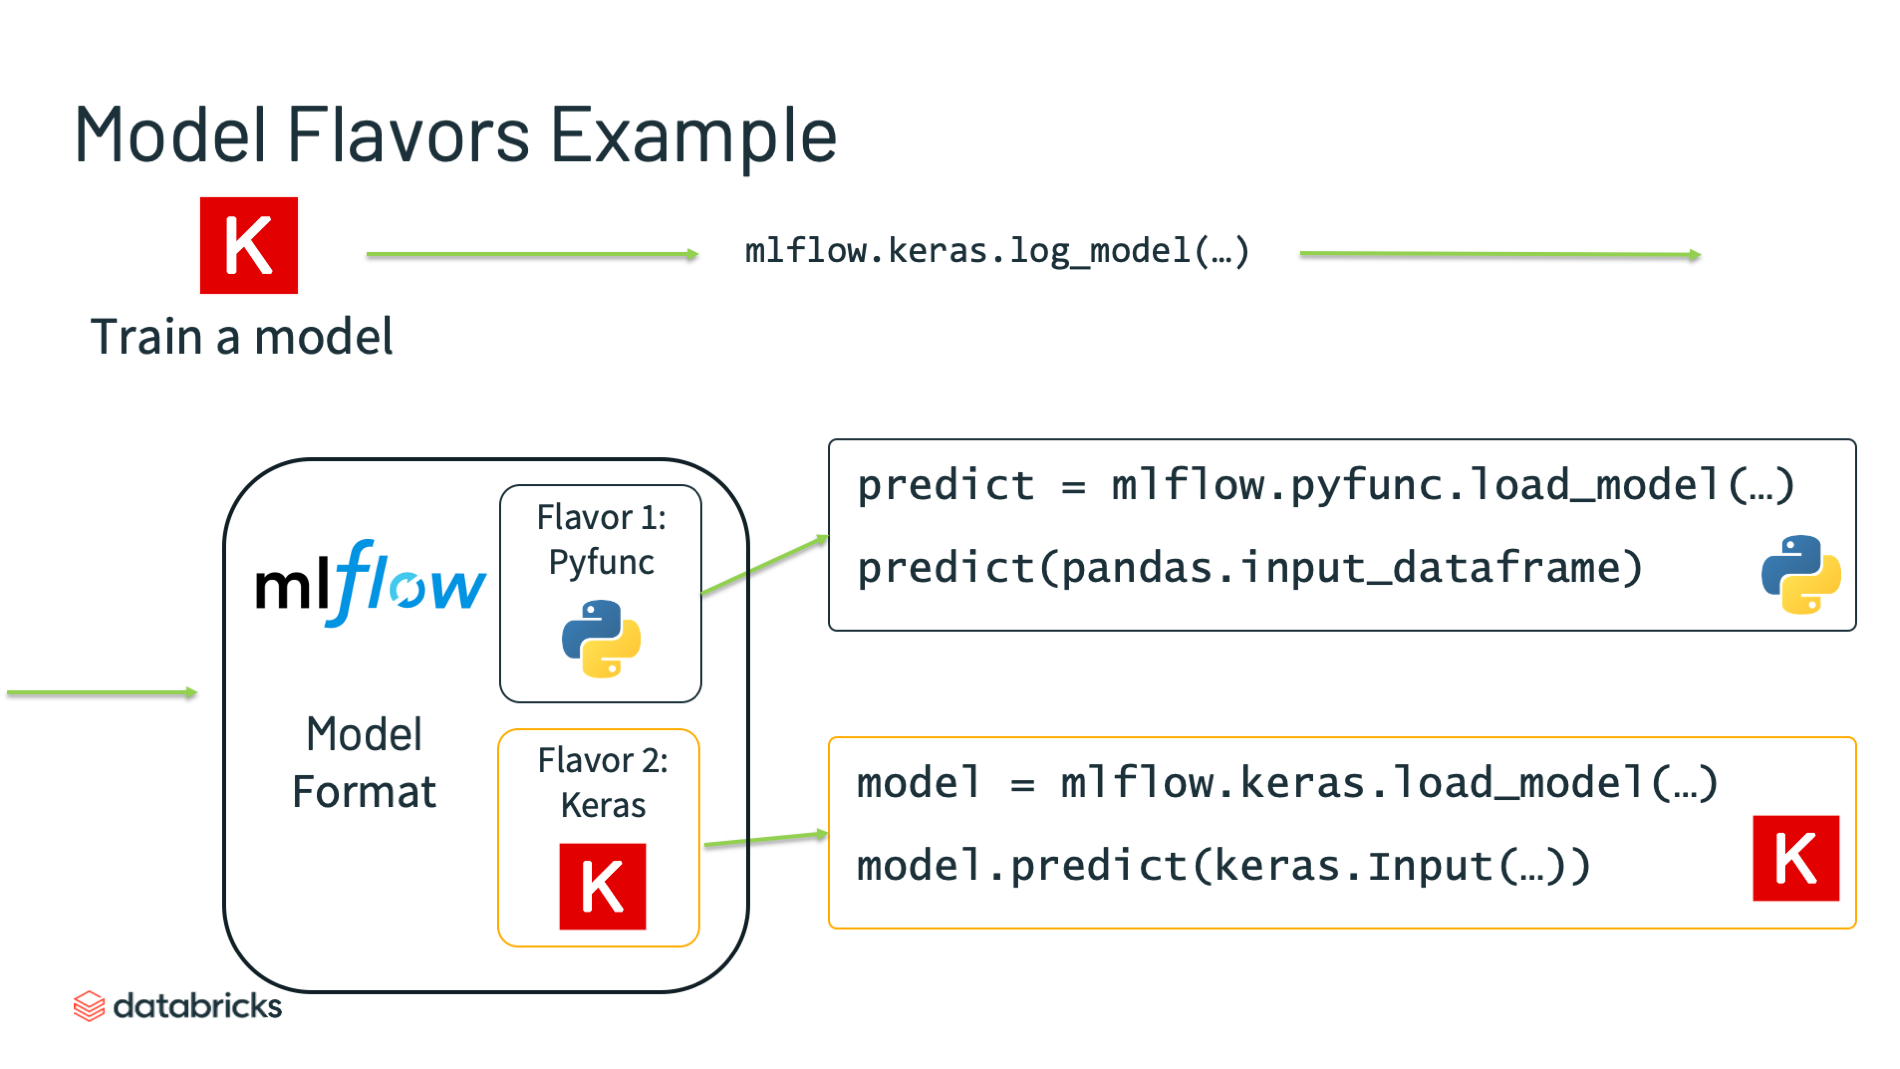 Model Flavors Example
K
mlflow.keras.log_model(…)
Train a model
mlflow
Model
Format
Flavor 1:
Pyfunc
Flavor 2:
Keras
K
predict = mlflow.pyfunc.load_model(…)
predict(pandas.input_dataframe)
model = mlflow.keras.load_model(…)
model.predict(keras.Input(…))
K
databricks